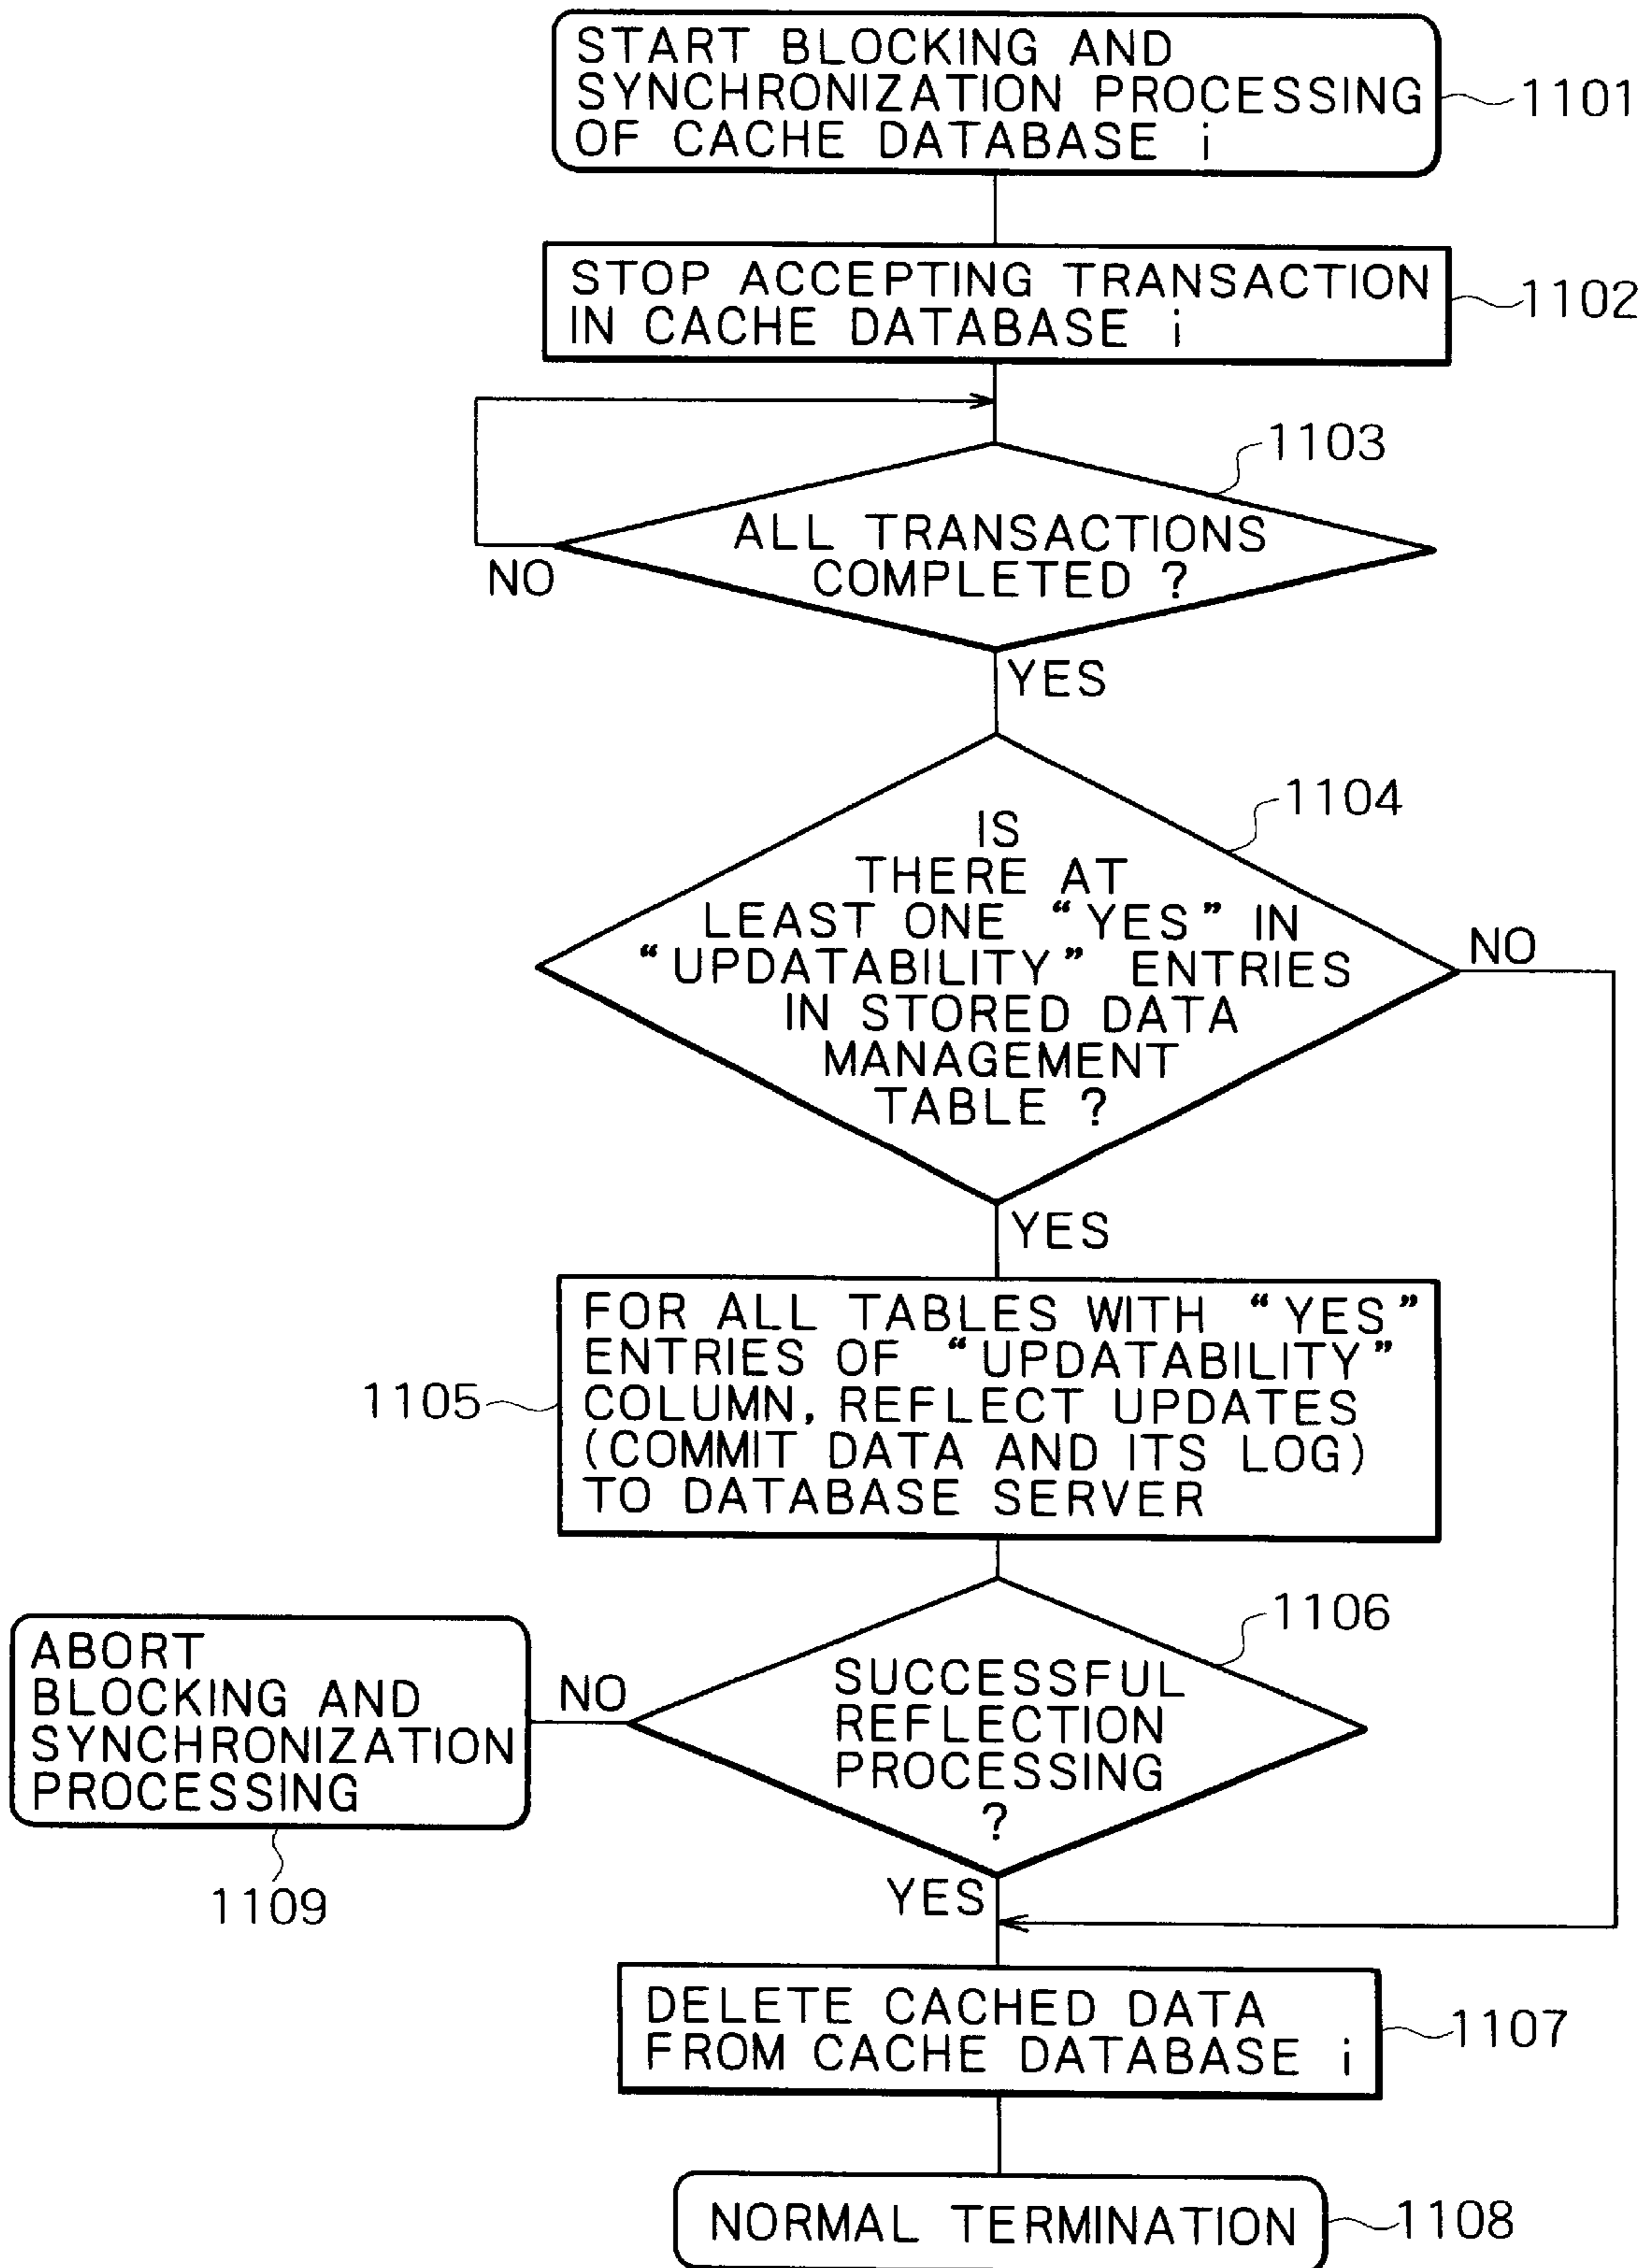 START BLOCKING AND
SYNCHRONIZATION PROCESSING
OF CACHE DATABASE i
1101
STOP ACCEPTING TRANSACTION
IN CACHE DATABASE i
1102
1103
ALL TRANSACTIONS
COMPLETED ?
NO
YES
1104
IS
THERE AT
LEAST ONE “YES” IN
“UPDATABILITY” ENTRIES
IN STORED DATA
MANAGEMENT
TABLE ?
NO
YES
FOR ALL TABLES WITH “YES”
ENTRIES OF “UPDATABILITY”
COLUMN, REFLECT UPDATES
(COMMIT DATA AND ITS LOG)
TO DATABASE SERVER
1105
1106
SUCCESSFUL
REFLECTION
PROCESSING
?
NO
ABORT
BLOCKING AND
SYNCHRONIZATION
PROCESSING
1109
YES
DELETE CACHED DATA
FROM CACHE DATABASE i
1107
NORMAL TERMINATION
1108